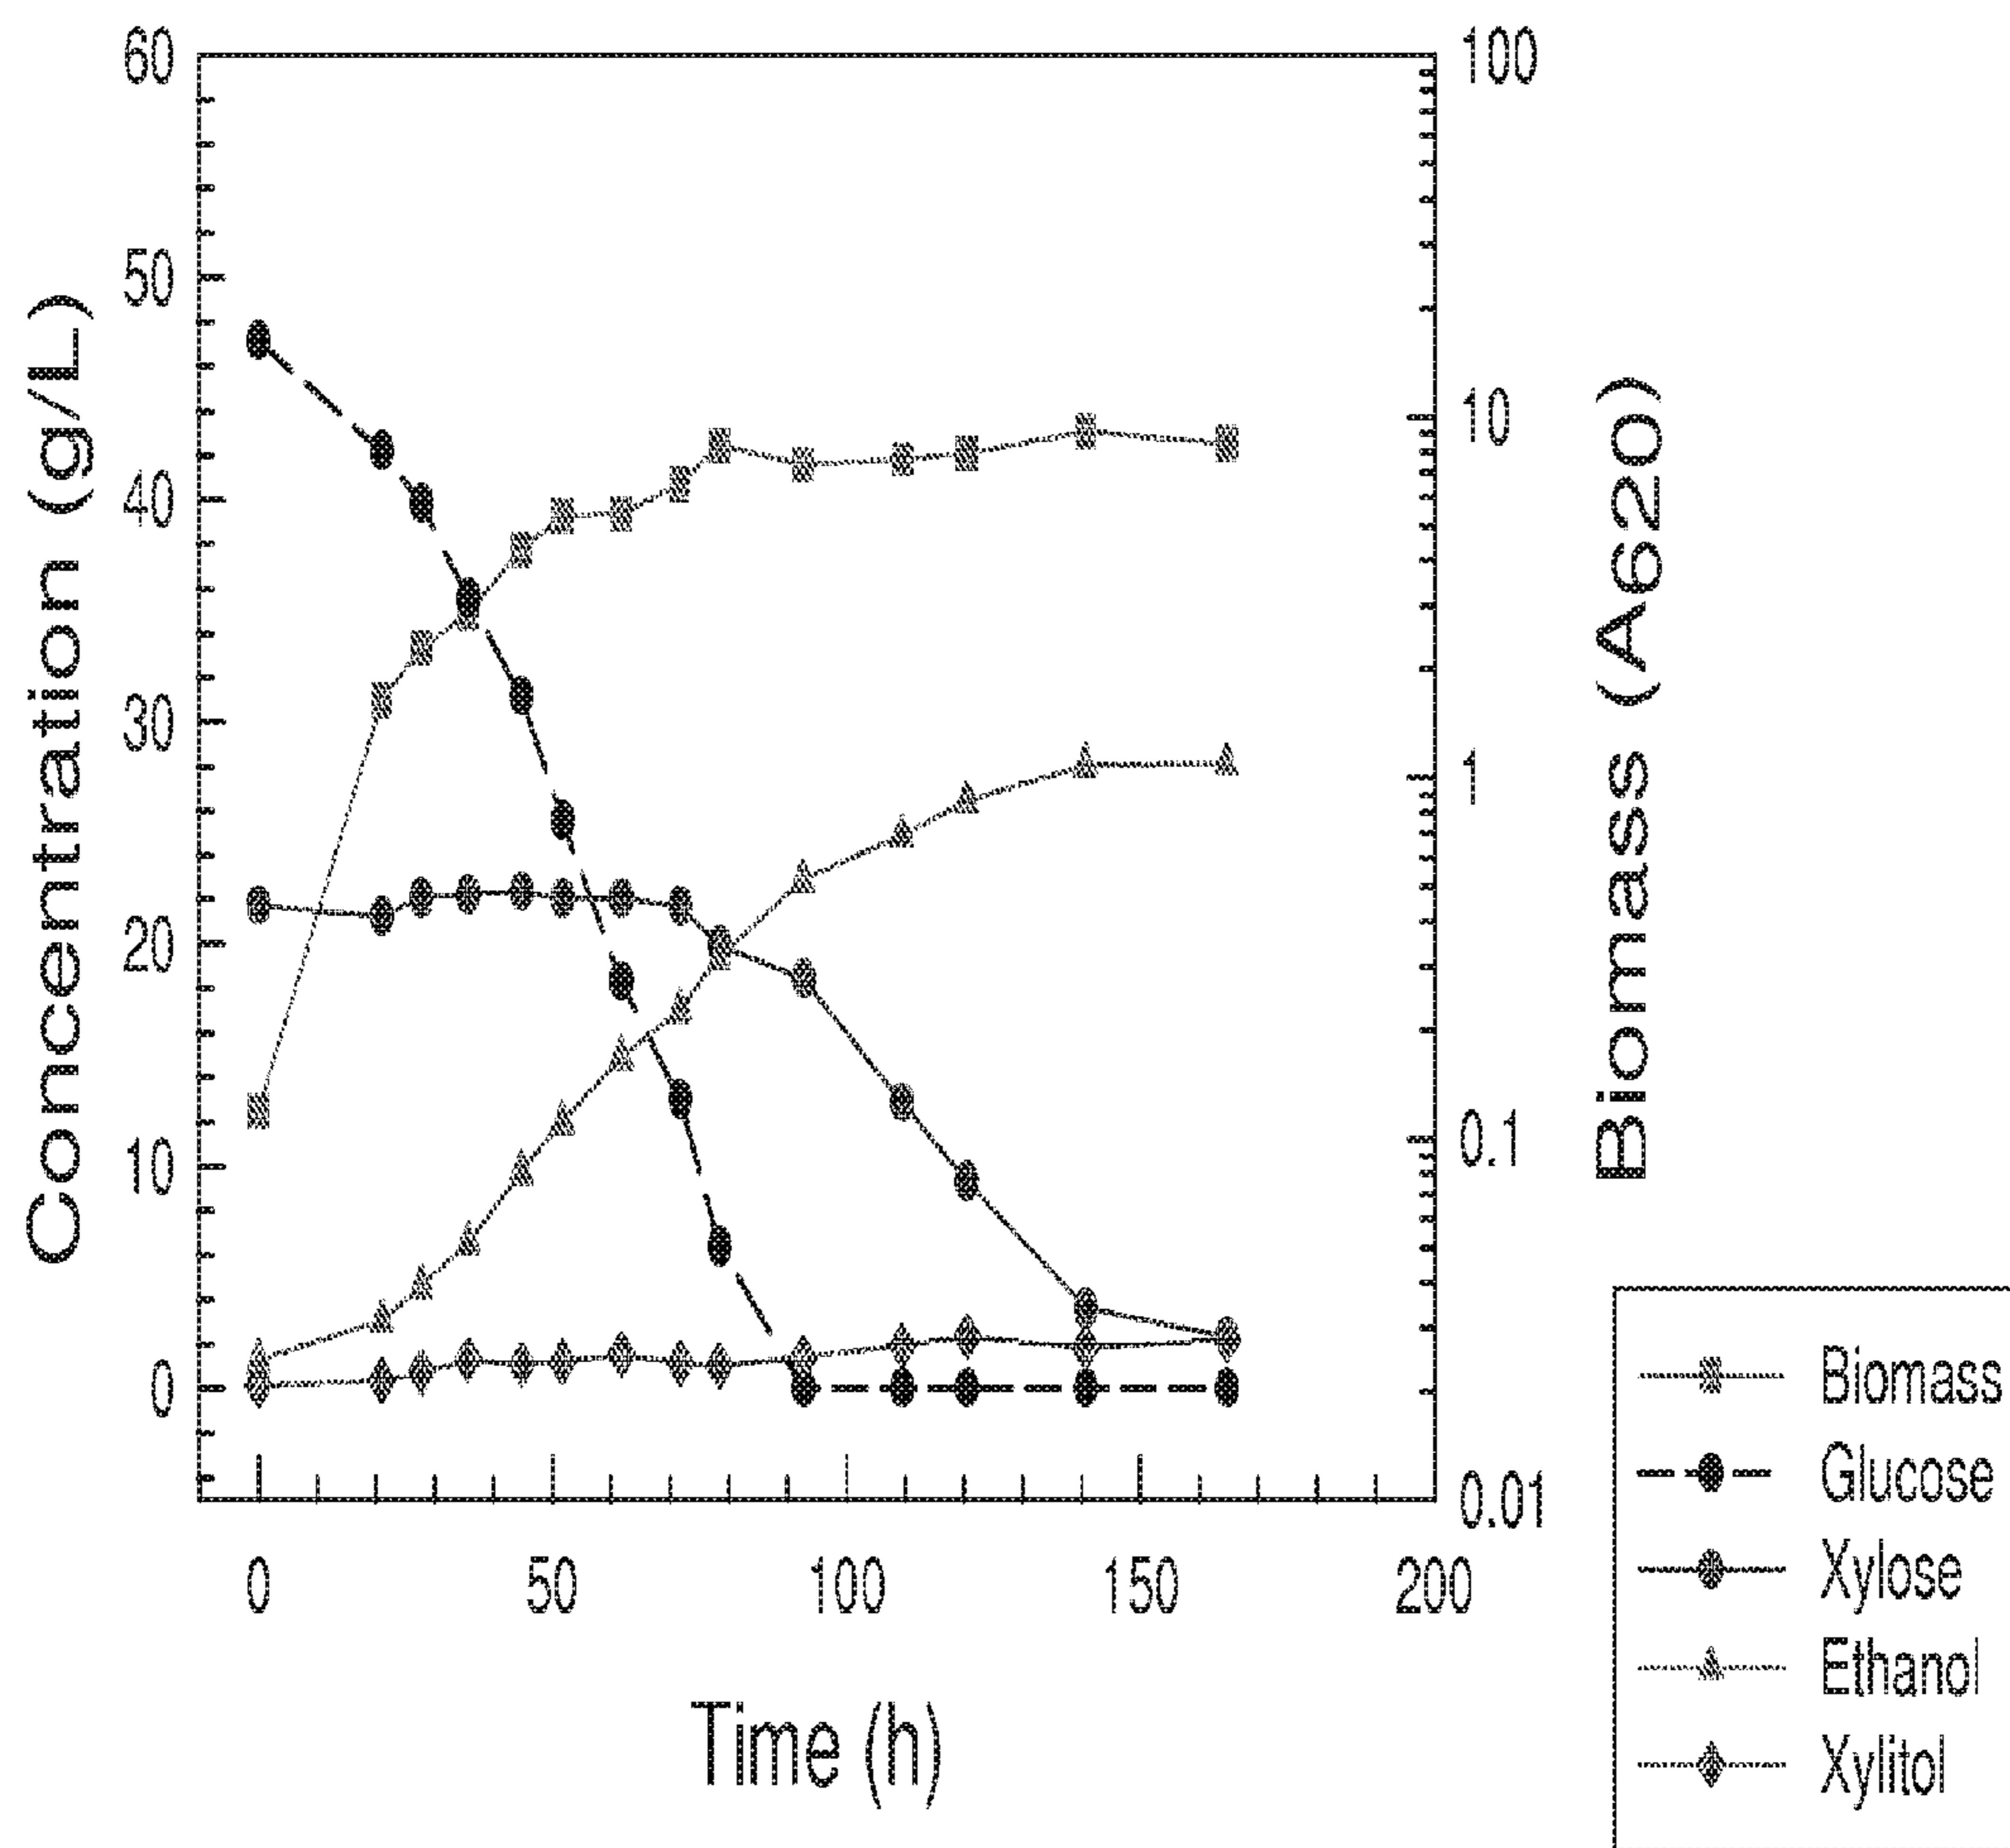 60
50
40
30
20
10
0
Concentration (g/L)
100
10
1
0.1
0.01
Biomass (A620)
0 50 100 150 200
Time (h)
Biomass
Glucose
Xylose
Ethanol
Xylitol